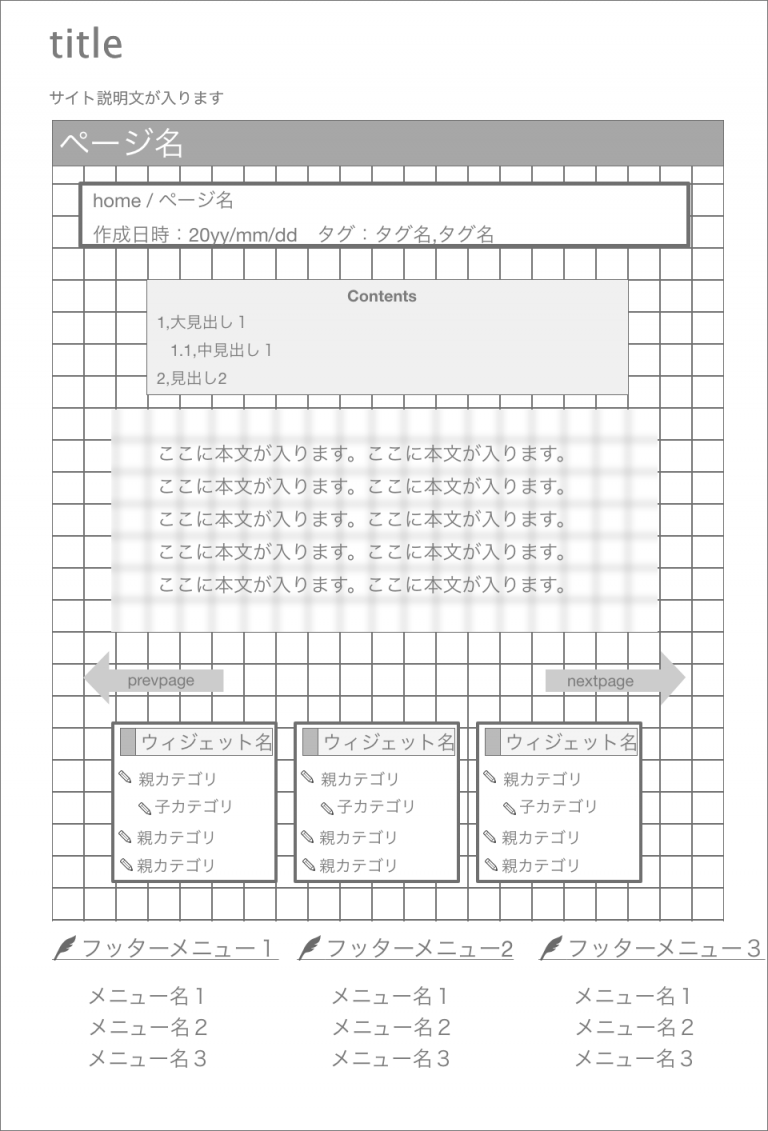 title
サイト説明文が入ります
ページ名
home / ページ名
作成日時：20yy/mm/dd　タグ：タグ名,タグ名
Contents
1,大見出し１
1.1,中見出し１
2,見出し2
ここに本文が入ります。ここに本文が入ります。
ここに本文が入ります。ここに本文が入ります。
ここに本文が入ります。ここに本文が入ります。
ここに本文が入ります。ここに本文が入ります。
ここに本文が入ります。ここに本文が入ります。
prevpage
nextpage
ウィジェット名
親カテゴリ
子カテゴリ
親カテゴリ
親カテゴリ
ウィジェット名
親カテゴリ
子カテゴリ
親カテゴリ
親カテゴリ
ウィジェット名
親カテゴリ
子カテゴリ
親カテゴリ
親カテゴリ
フッターメニュー１
メニュー名１
メニュー名２
メニュー名３
フッターメニュー2
メニュー名１
メニュー名２
メニュー名３
フッターメニュー３
メニュー名１
メニュー名２
メニュー名３